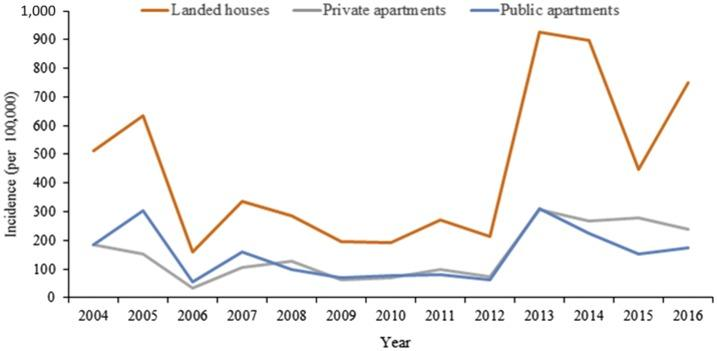 Landed houses Private apartments Public apartments
1,000
900
800
700
600
500
400
300
200
100
0
Incidence (per 100,000)
2004 2005 2006 2007 2008 2009 2010 2011 2012 2013 2014 2015 2016
Year